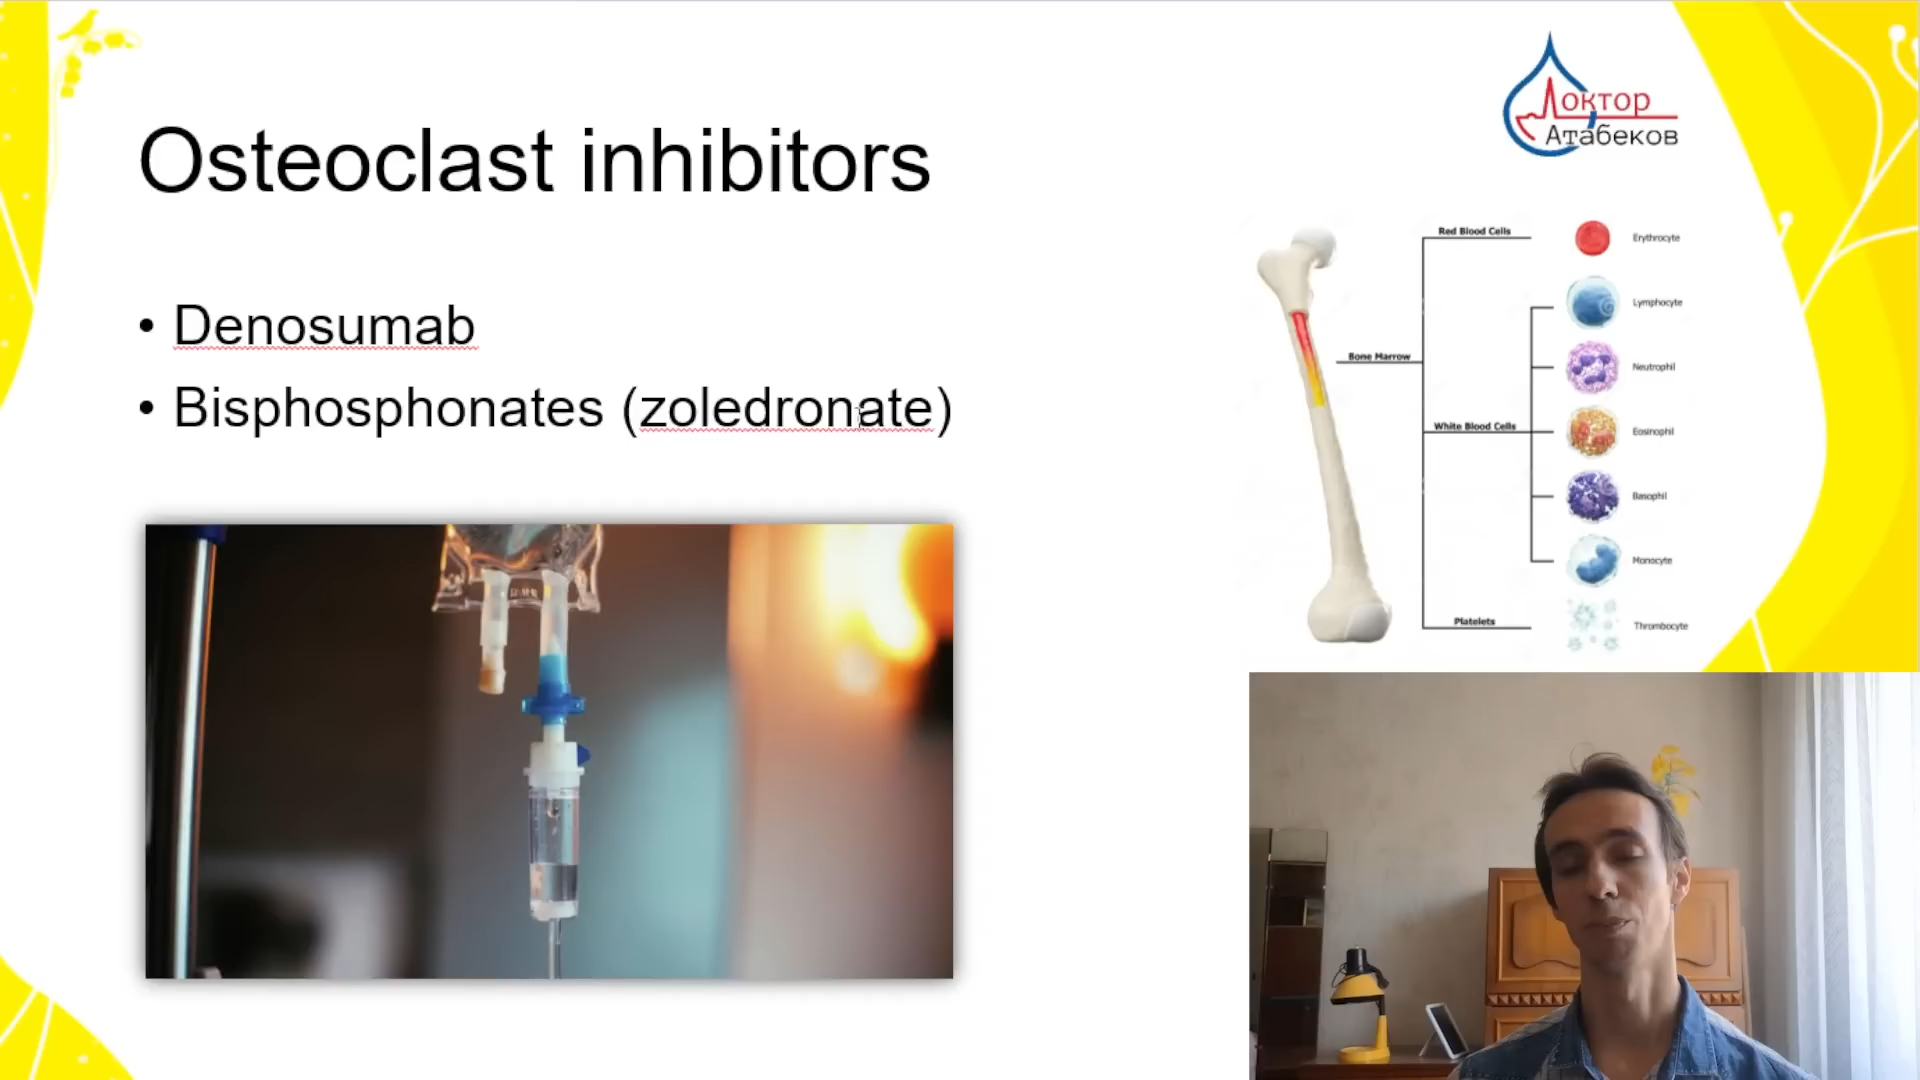 Доктор
Атабеков
Osteoclast inhibitors
• Denosumab
• Bisphosphonates (zoledronate)
Red Blood Cells
Erythrocyte
Lymphocyte
Neutrophil
Bone Marrow
White Blood Cells
Eosinophil
Basophil
Monocyte
Platelets
Thrombocyte